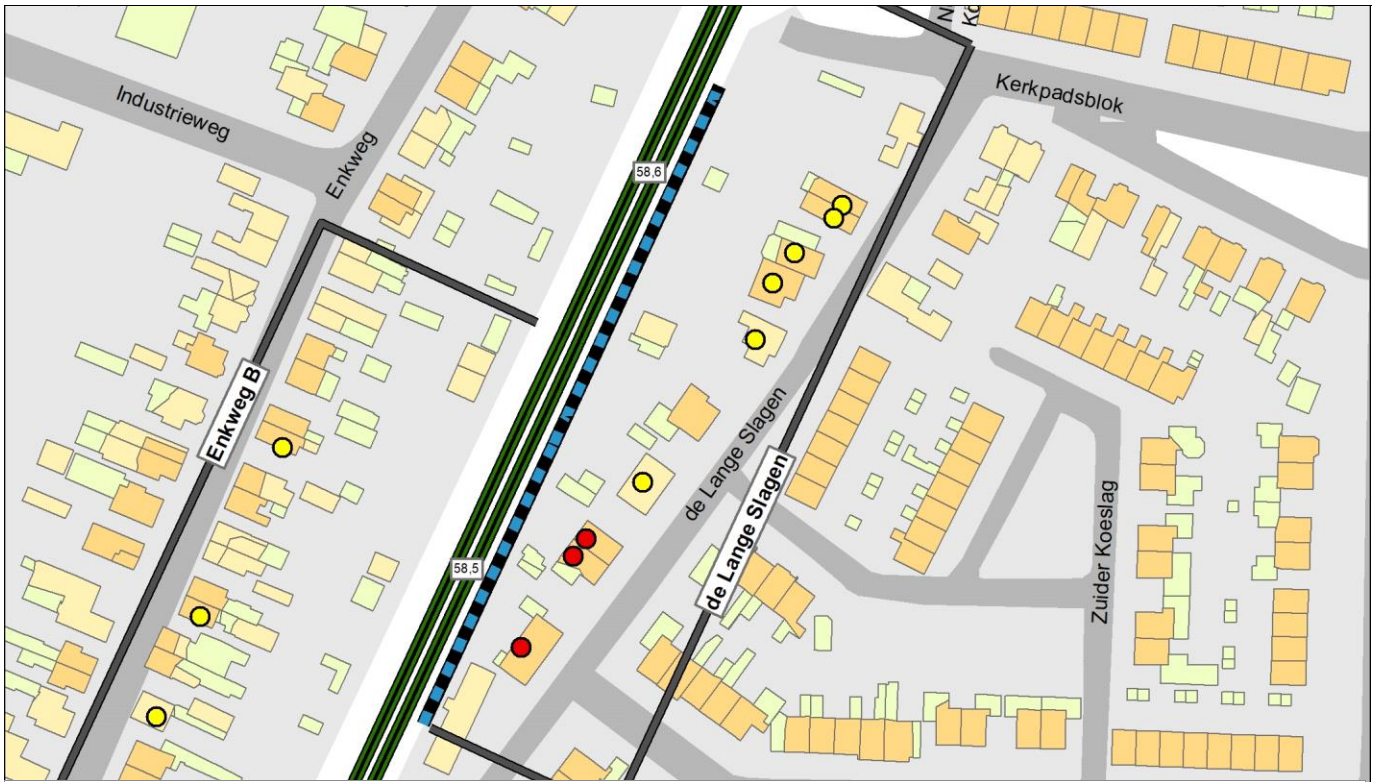 Kerkpadsblok
Industrieweg
Enkweg
58,6
Enkweg B
de Lange Slagen
de Lange Slagen
58,5
Zuider Koeslag